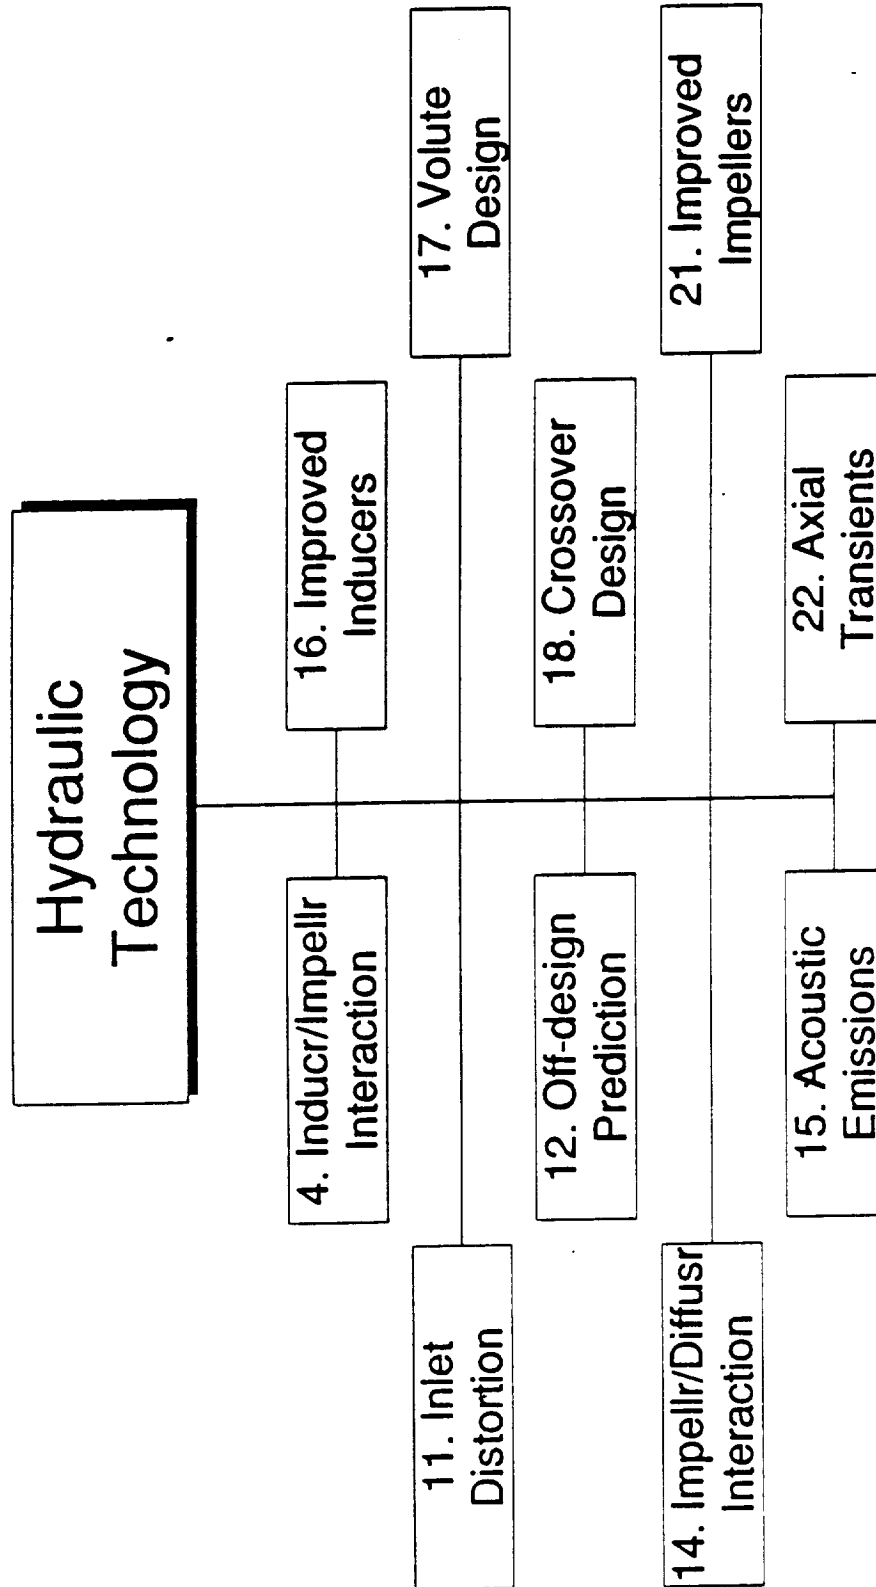 Hydraulic
Technology
4. Inducr/Impellr
Interaction
16. Improved
Inducers
11. Inlet
Distortion
17. Volute
Design
12. Off-design
Prediction
18. Crossover
Design
14. Impellr/Diffusr
Interaction
21. Improved
Impellers
15. Acoustic
Emissions
22. Axial
Transients